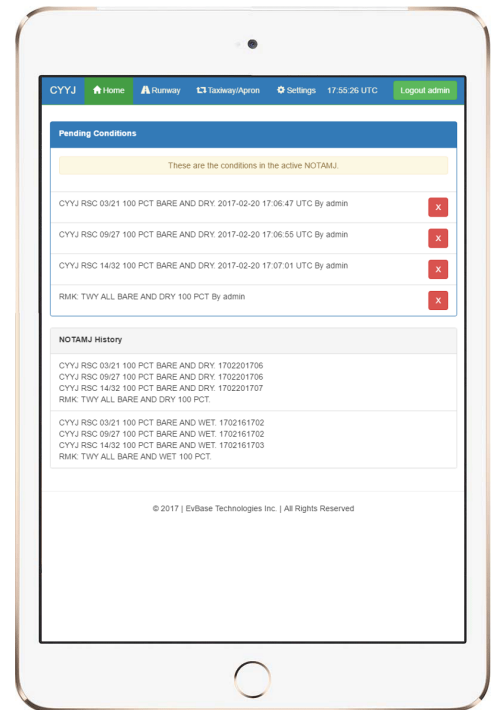 CYYJ Home Runway Taxiway/Apron Settings 17:55:26 UTC Logout admin
Pending Conditions
These are the conditions in the active NOTAMJ.
CYYJ RSC 03/21 100 PCT BARE AND DRY. 2017-02-20 17:06:47 UTC By admin X
CYYJ RSC 09/27 100 PCT BARE AND DRY. 2017-02-20 17:06:55 UTC By admin X
CYYJ RSC 14/32 100 PCT BARE AND DRY. 2017-02-20 17:07:01 UTC By admin X
RMK: TWY ALL BARE AND DRY 100 PCT By admin X
NOTAMJ History
CYYJ RSC 03/21 100 PCT BARE AND DRY. 1702201706
CYYJ RSC 09/27 100 PCT BARE AND DRY. 1702201706
CYYJ RSC 14/32 100 PCT BARE AND DRY. 1702201707
RMK: TWY ALL BARE AND DRY 100 PCT.
CYYJ RSC 03/21 100 PCT BARE AND WET. 1702161702
CYYJ RSC 09/27 100 PCT BARE AND WET. 1702161702
CYYJ RSC 14/32 100 PCT BARE AND WET. 1702161703
RMK: TWY ALL BARE AND WET 100 PCT.
© 2017 | EvBase Technologies Inc. | All Rights Reserved